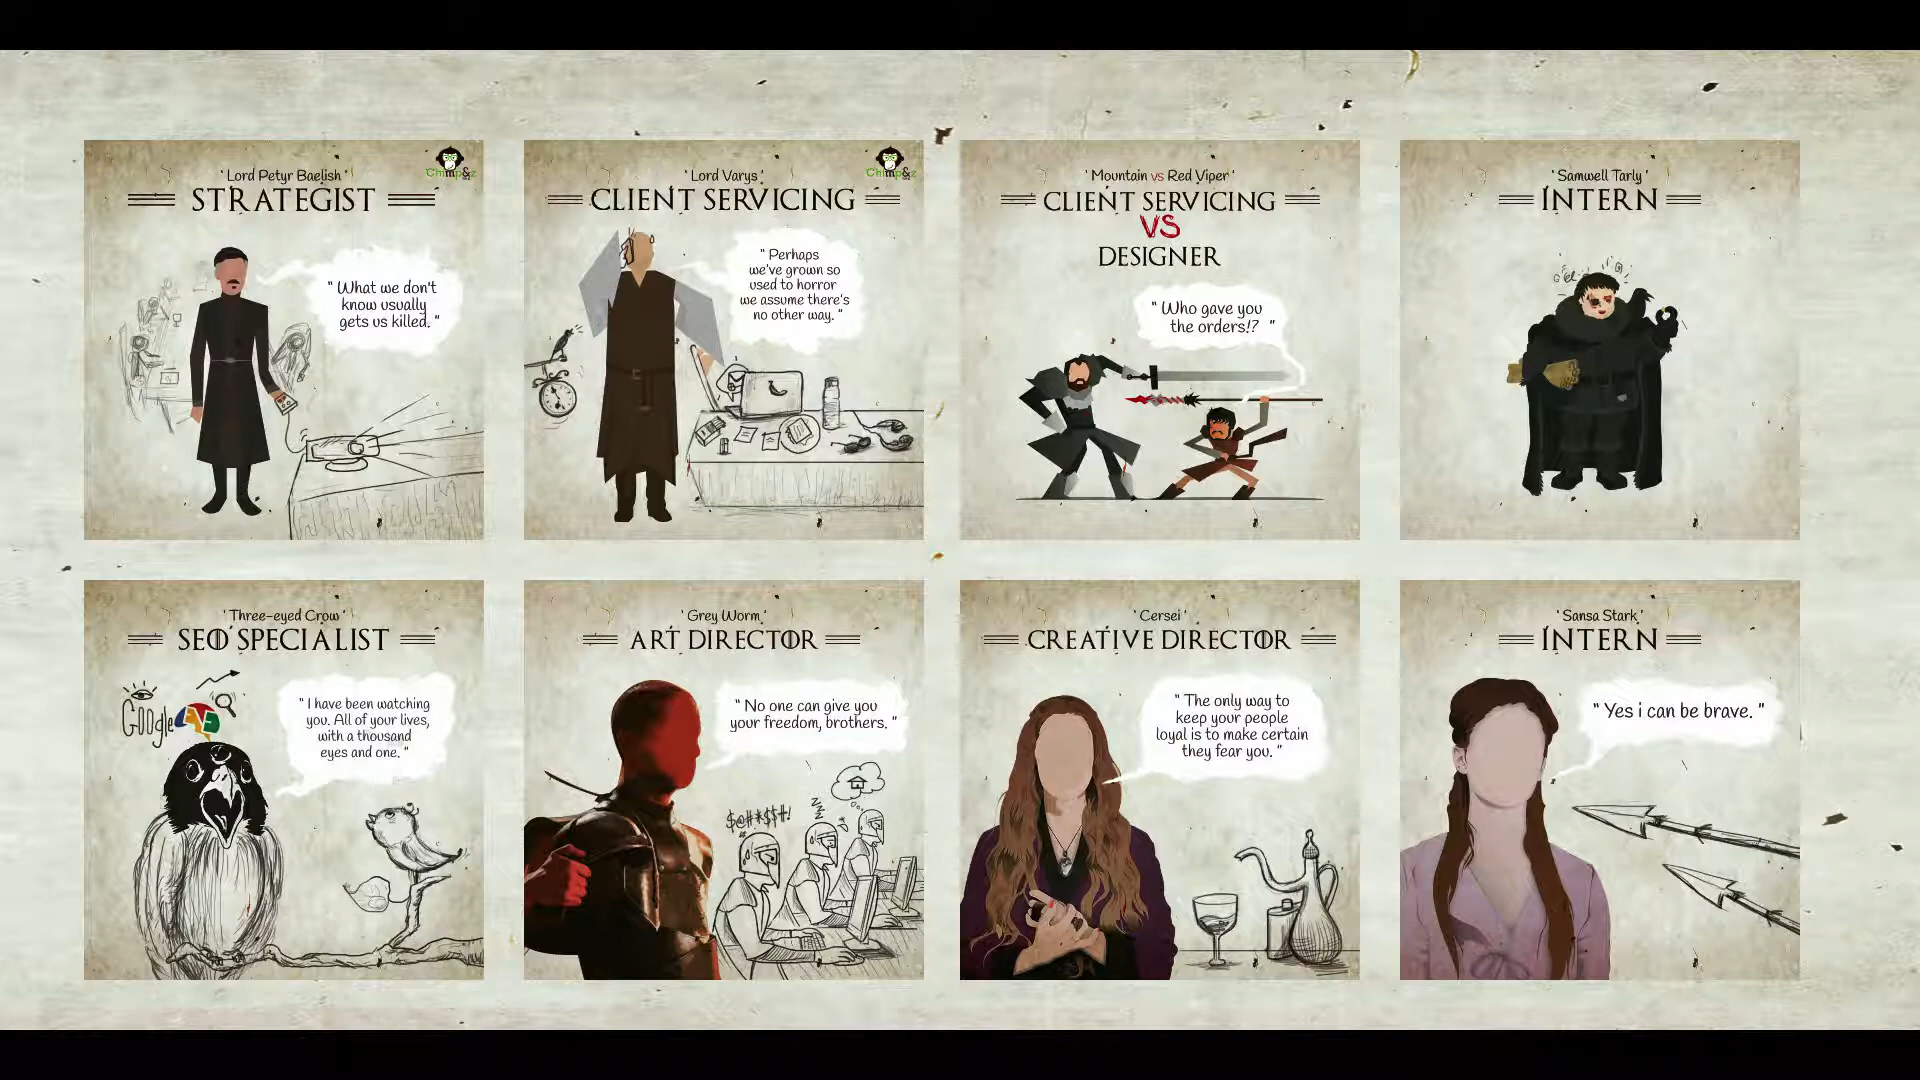 ' Lord Petyr Baelish '
STRATEGIST
Chimp&z
" What we don't
know usually
gets us killed. "
' Lord Varys '
CLIENT SERVICING
Chimp&z
" Perhaps
we've grown so
used to horror
we assume there's
no other way. "
' Mountain vs Red Viper '
CLIENT SERVICING
VS
DESIGNER
" Who gave you
the orders!? "
' Samwell Tarly '
INTERN
' Three-eyed Crow '
SEO SPECIALIST
GOOgle
EYE
" I have been watching
you. All of your lives,
with a thousand
eyes and one. "
' Grey Worm '
ART DIRECTOR
" No one can give you
your freedom, brothers. "
$@#*$$#!
' Cersei '
CREATIVE DIRECTOR
" The only way to
keep your people
loyal is to make certain
they fear you. "
' Sansa Stark '
INTERN
" Yes i can be brave. "